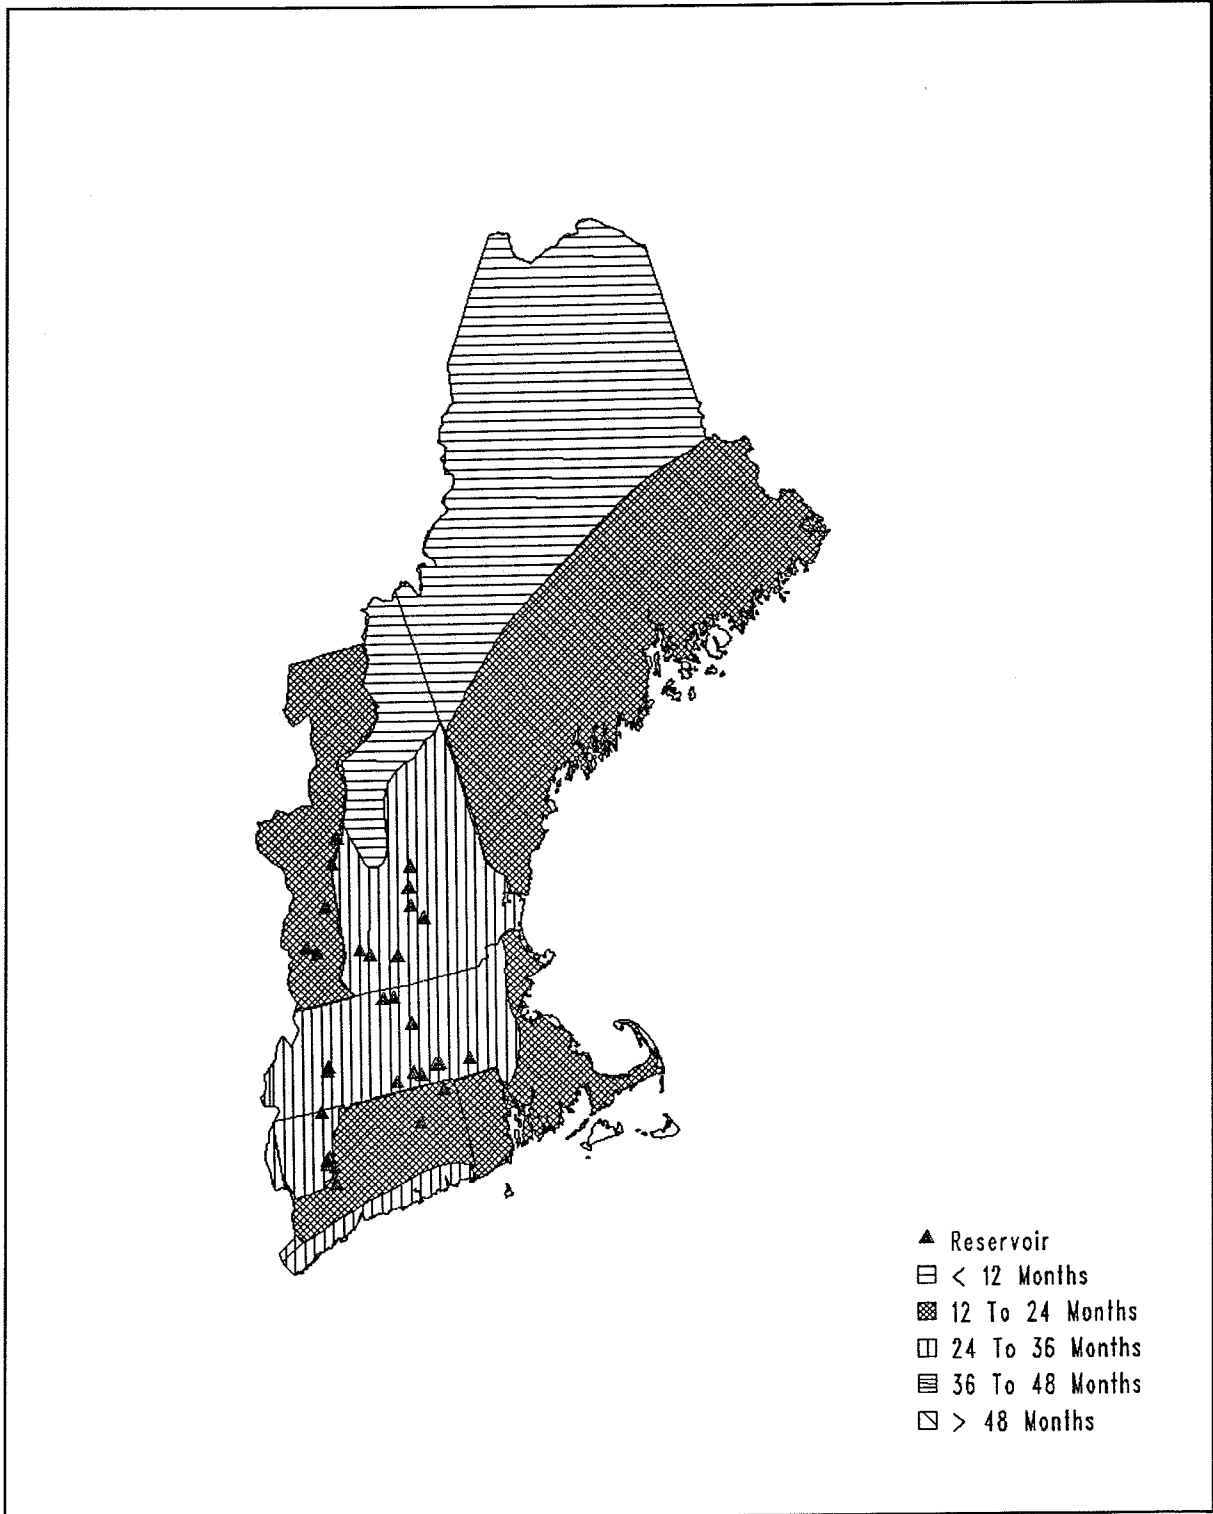 Reservoir
< 12 Months
12 To 24 Months
24 To 36 Months
36 To 48 Months
> 48 Months